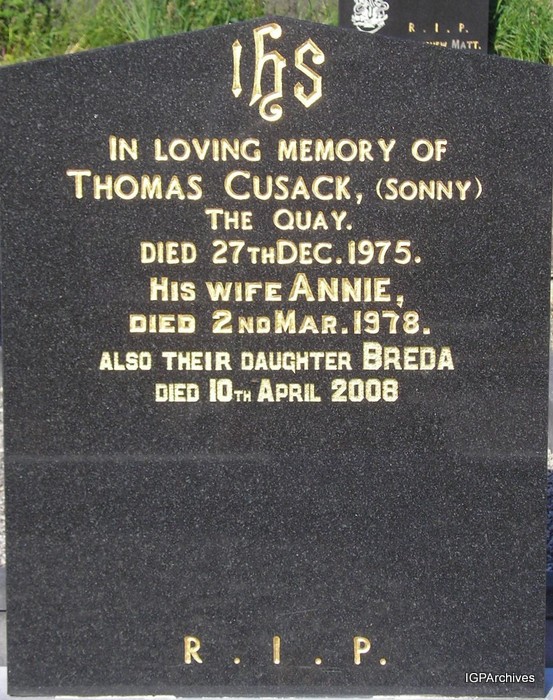 R. I. P.
MATT.
IHS
IN LOVING MEMORY OF
THOMAS CUSACK, (SONNY)
THE QUAY.
DIED 27TH DEC. 1975.
HIS WIFE ANNIE,
DIED 2ND MAR. 1978.
ALSO THEIR DAUGHTER BREDA
DIED 10TH APRIL 2008
R. I. P.
IGPArchives